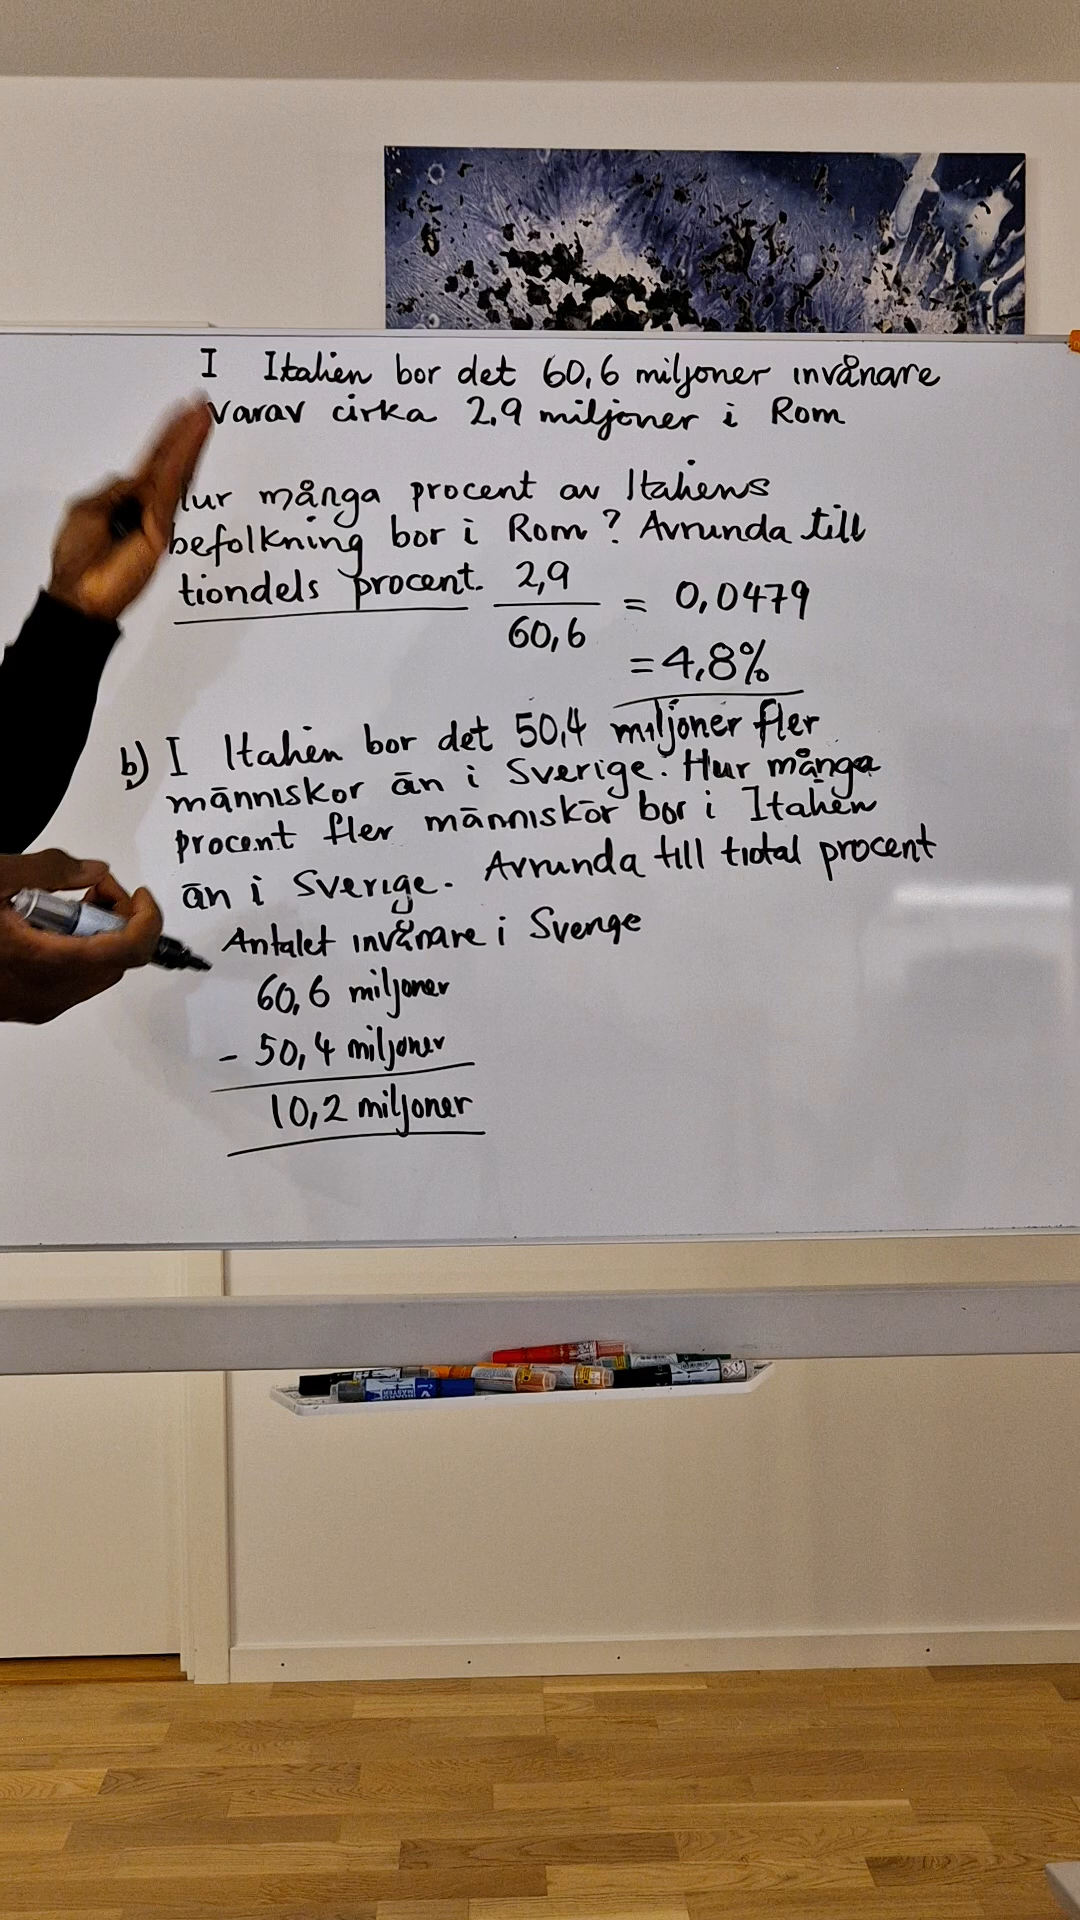 I Italien bor det 60,6 miljoner invånare
varav cirka 2,9 miljoner i Rom
Hur många procent av Italiens
befolkning bor i Rom? Avrunda till
tiondels procent. 2,9/60,6 = 0,0479
= 4,8%
b) I Italien bor det 50,4 miljoner fler
människor än i Sverige. Hur många
procent fler människor bor i Italien
än i Sverige. Avrunda till tiotal procent
Antalet invånare i Sverige
60,6 miljoner
- 50,4 miljoner
10,2 miljoner